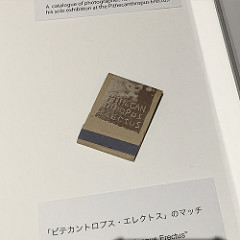 A catalogue of photographer
his solo exhibition at the Pithecanthropus Erectus
PITHECAN
THROPUS
ERECTUS
「ピテカントロプス・エレクトス」のマッチ
Erectus"